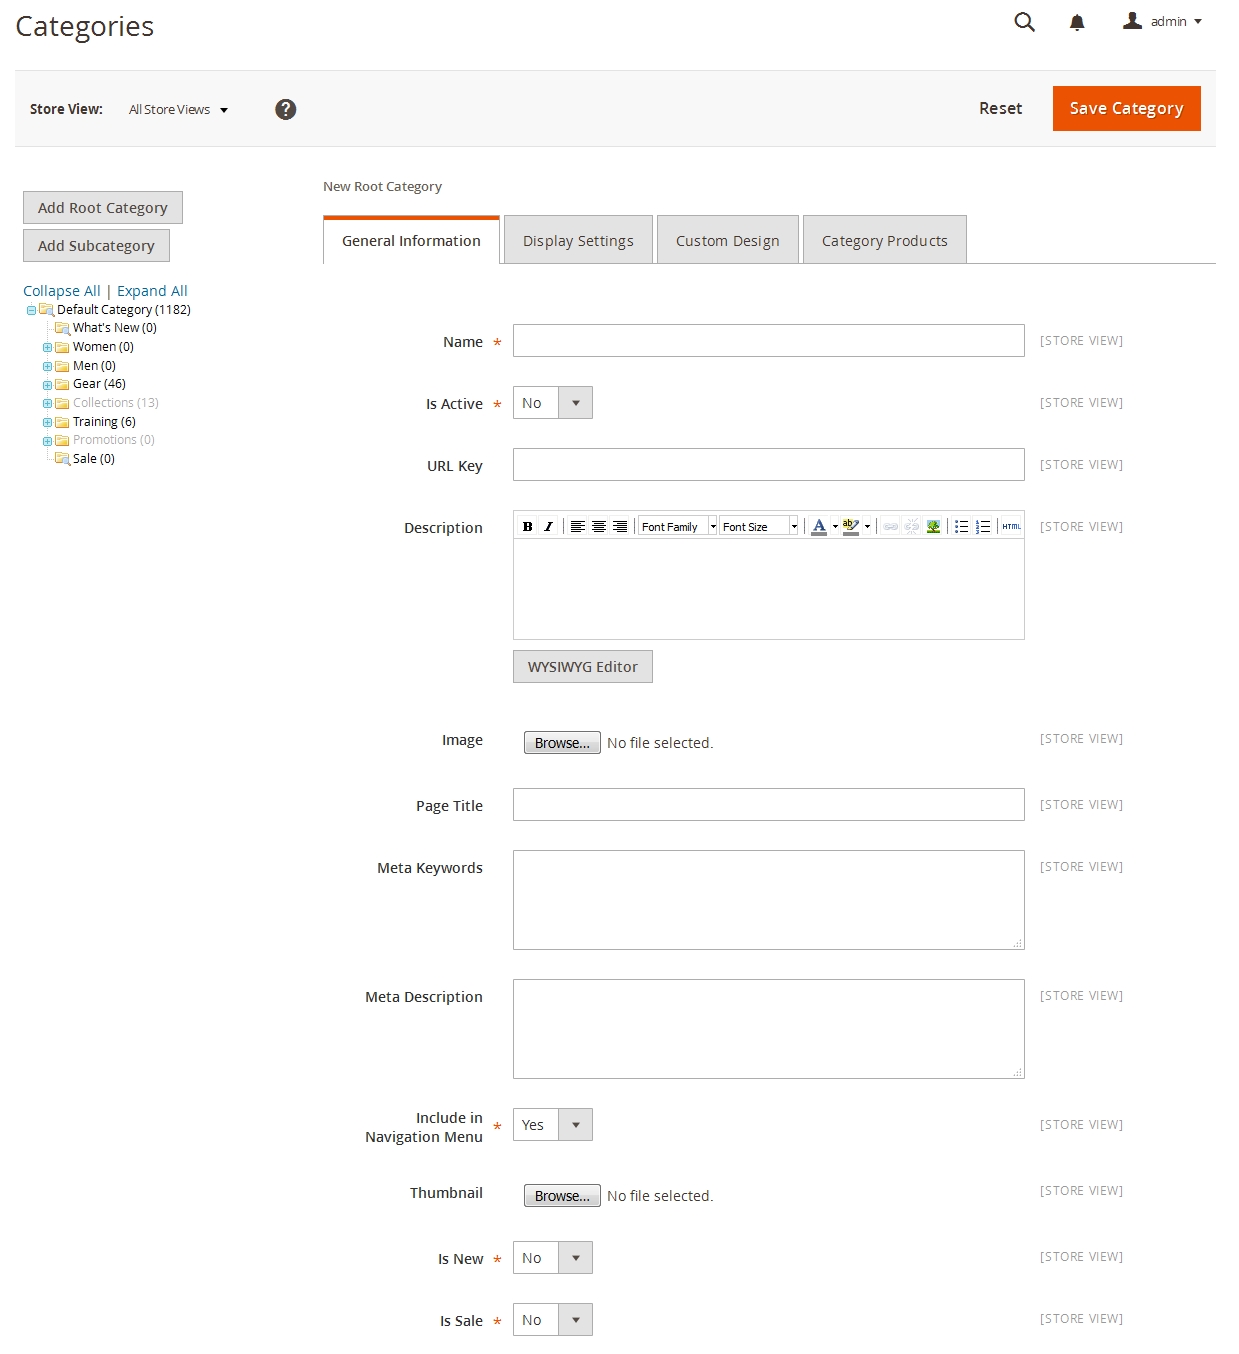 Categories
admin
Store View: All Store Views ? Reset Save Category
New Root Category
Add Root Category
Add Subcategory
General Information Display Settings Custom Design Category Products
Collapse All | Expand All
Default Category (1182)
What's New (0)
Women (0)
Men (0)
Gear (46)
Collections (13)
Training (6)
Promotions (0)
Sale (0)
Name * [STORE VIEW]
Is Active * No [STORE VIEW]
URL Key [STORE VIEW]
Description B I Font Family Font Size A ab HTML [STORE VIEW]
WYSIWYG Editor
Image Browse... No file selected. [STORE VIEW]
Page Title [STORE VIEW]
Meta Keywords [STORE VIEW]
Meta Description [STORE VIEW]
Include in
Navigation Menu * Yes [STORE VIEW]
Thumbnail Browse... No file selected. [STORE VIEW]
Is New * No [STORE VIEW]
Is Sale * No [STORE VIEW]